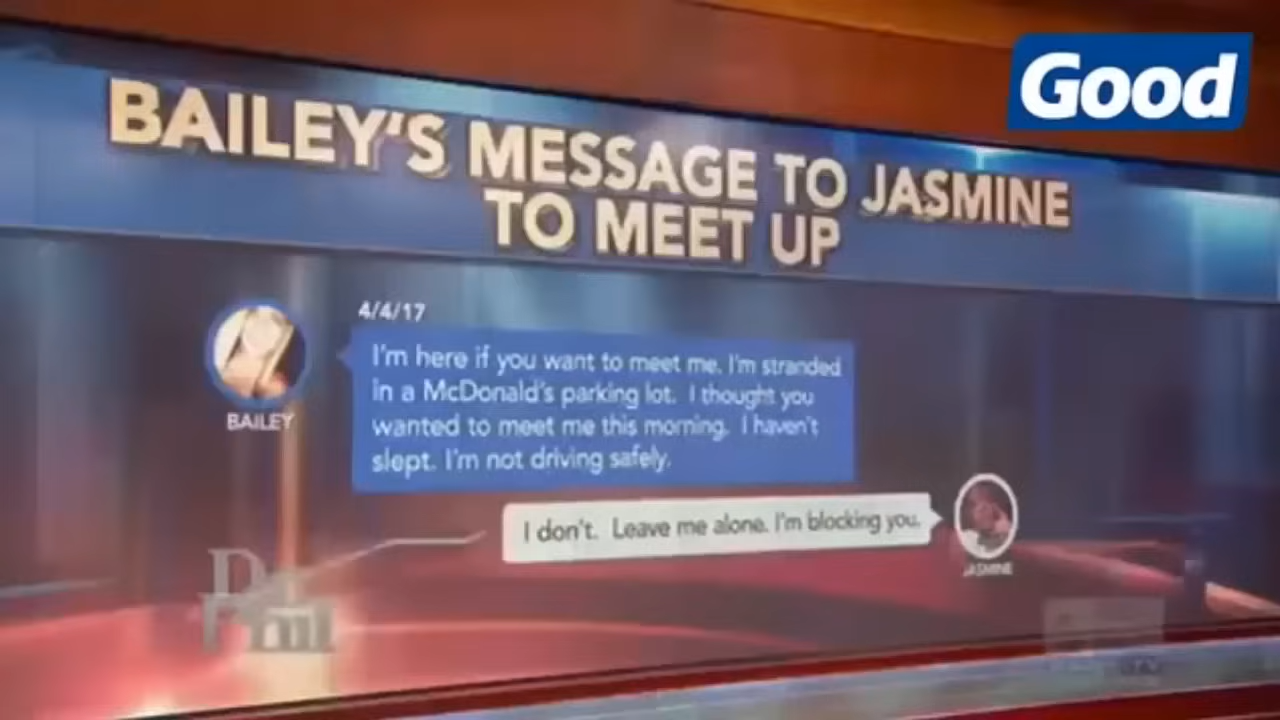 Good
BAILEY'S MESSAGE TO JASMINE
TO MEET UP
4/4/17
I'm here if you want to meet me. I'm stranded
in a McDonald's parking lot. I thought you
wanted to meet me this morning. I haven't
slept. I'm not driving safely.
BAILEY
I don't. Leave me alone. I'm blocking you.
JASMINE
Dr.
Phil